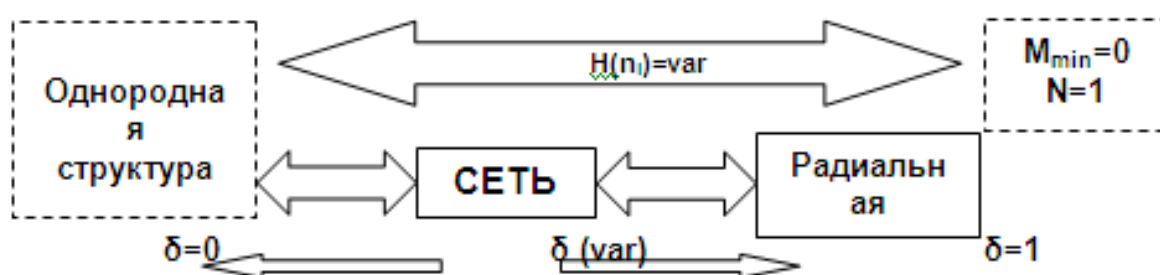 H(nᵢ)=var
Mmin=0
N=1
Однородна
я
структура
СЕТЬ
Радиальн
ая
δ=0
δ (var)
δ=1